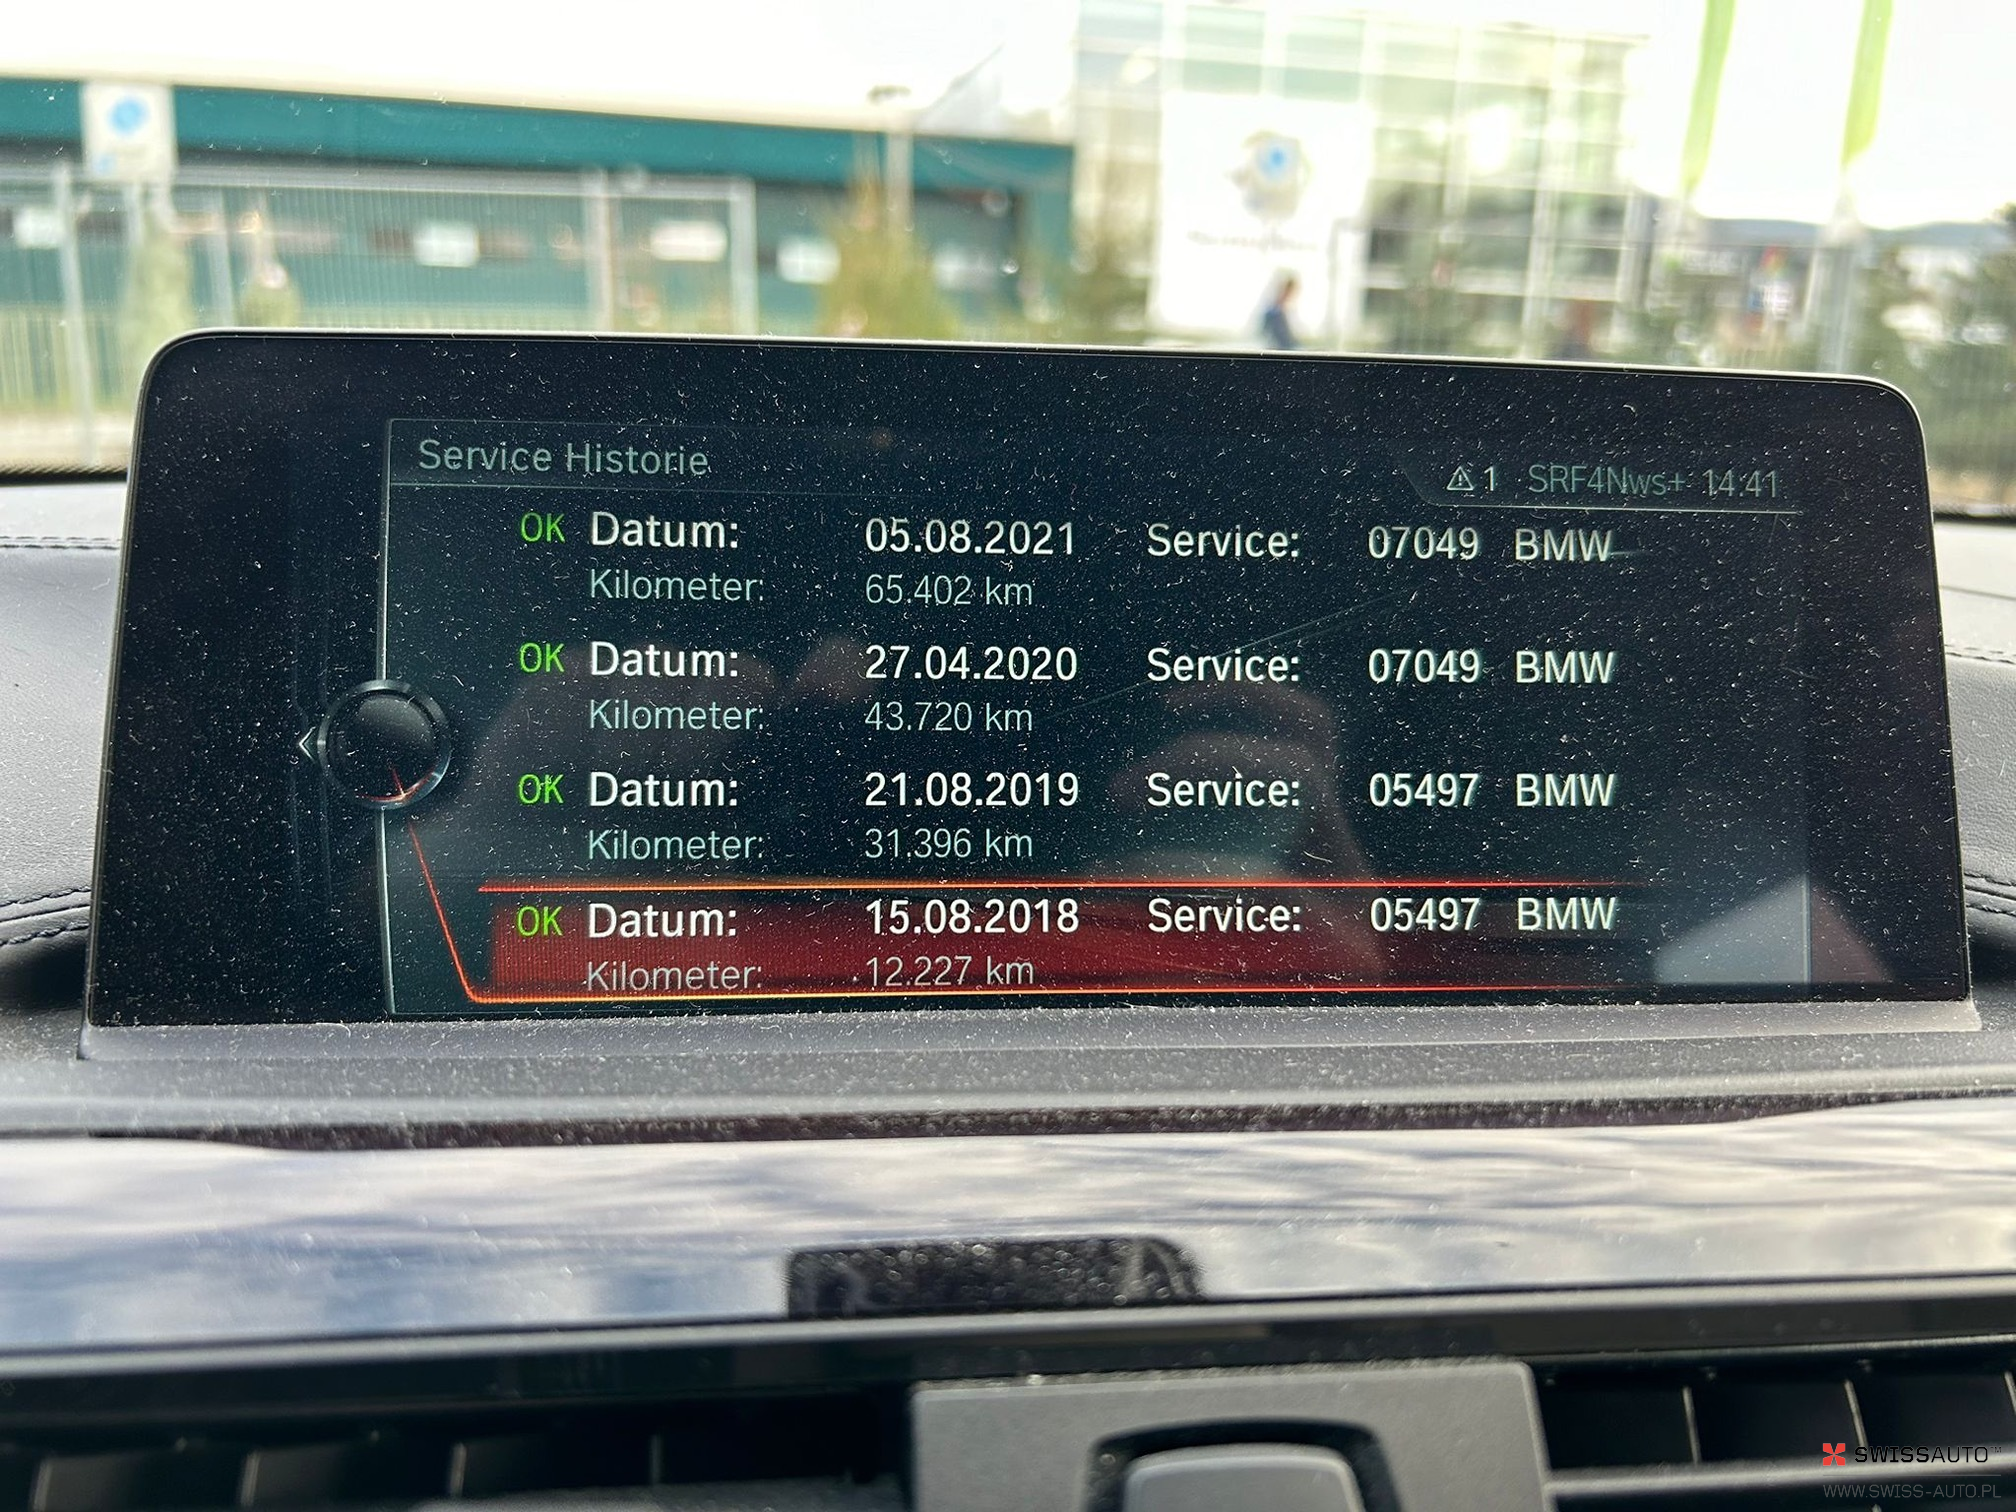 Service Historie
1 SRF4Nws+ 14:41
OK Datum: 05.08.2021 Service: 07049 BMW
Kilometer: 65.402 km
OK Datum: 27.04.2020 Service: 07049 BMW
Kilometer: 43.720 km
OK Datum: 21.08.2019 Service: 05497 BMW
Kilometer: 31.396 km
OK Datum: 15.08.2018 Service: 05497 BMW
Kilometer: 12.227 km
SWISSAUTO™
WWW.SWISS-AUTO.PL